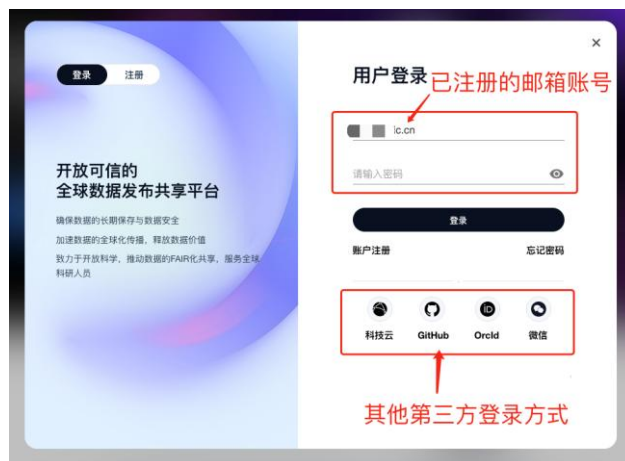 登录 注册
开放可信的
全球数据发布共享平台
确保数据的长期保存与数据安全
加速数据的全球化传播，释放数据价值
致力于开放科学，推动数据的FAIR化共享，服务全球
科研人员
×
用户登录
已注册的邮箱账号
ic.cn
请输入密码
登录
账户注册 忘记密码
iD
科技云 GitHub OrcId 微信
其他第三方登录方式